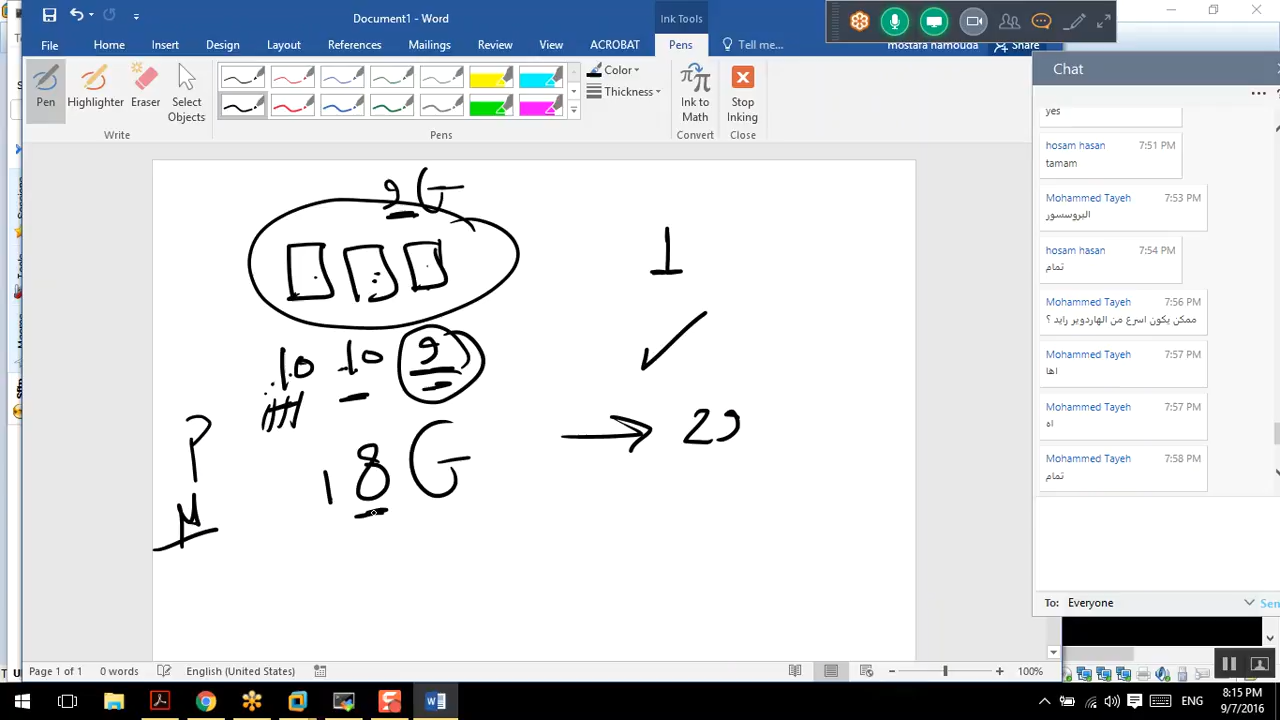 Document1 - Word
Ink Tools
File
Home
Insert
Design
Layout
References
Mailings
Review
View
ACROBAT
Pens
Tell me...
mostafa hamouda
Share
Pen
Highlighter
Eraser
Select Objects
Color
Thickness
Ink to Math
Stop Inking
Write
Pens
Convert
Close
9G
1
10 10 9
18G
29
P
M
Chat
yes
hosam hasan 7:51 PM
tamam
Mohammed Tayeh 7:53 PM
البروسسور
hosam hasan 7:54 PM
تمام
Mohammed Tayeh 7:56 PM
ممكن يكون اسرع من الهاردوير رايد ؟
Mohammed Tayeh 7:57 PM
اها
Mohammed Tayeh 7:57 PM
اه
Mohammed Tayeh 7:58 PM
تمام
To: Everyone
Page 1 of 1
0 words
English (United States)
100%
ENG
8:15 PM
9/7/2016